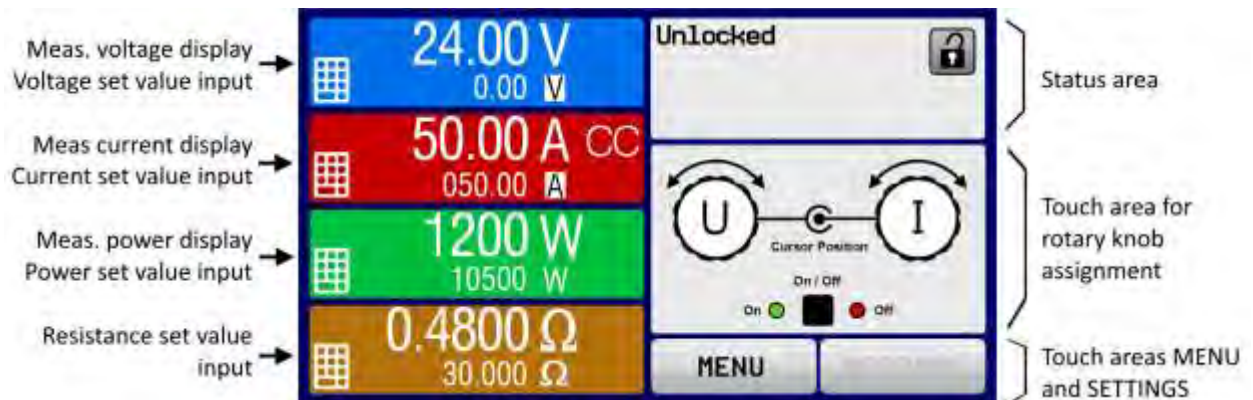 Meas. voltage display
Voltage set value input
Meas current display
Current set value input
Meas. power display
Power set value input
Resistance set value
input
24.00 V
0.00 V
50.00 A CC
050.00 A
1200 W
10500 W
0.4800 Ω
30.000 Ω
Unlocked
U
I
Cursor Position
On / Off
On
Off
MENU
Status area
Touch area for
rotary knob
assignment
Touch areas MENU
and SETTINGS